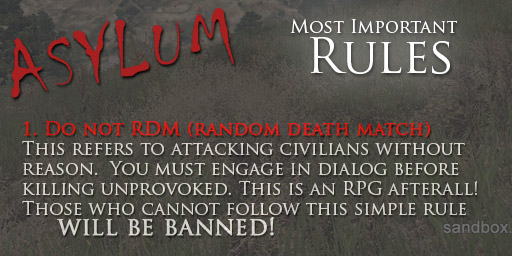 ASYLUM
MOST IMPORTANT
RULES
1. DO NOT RDM (RANDOM DEATH MATCH)
THIS REFERS TO ATTACKING CIVILIANS WITHOUT
REASON. YOU MUST ENGAGE IN DIALOG BEFORE
KILLING UNPROVOKED. THIS IS AN RPG AFTERALL!
THOSE WHO CANNOT FOLLOW THIS SIMPLE RULE
WILL BE BANNED!
sandbox.